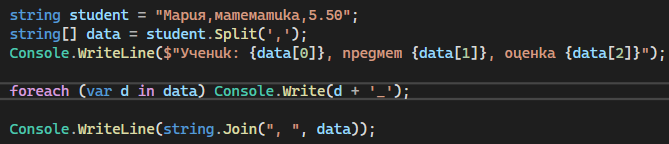 string student = "Мария,математика,5.50";
string[] data = student.Split(',');
Console.WriteLine($"Ученик: {data[0]}, предмет {data[1]}, оценка {data[2]}");
foreach (var d in data) Console.Write(d + '_');
Console.WriteLine(string.Join(", ", data));